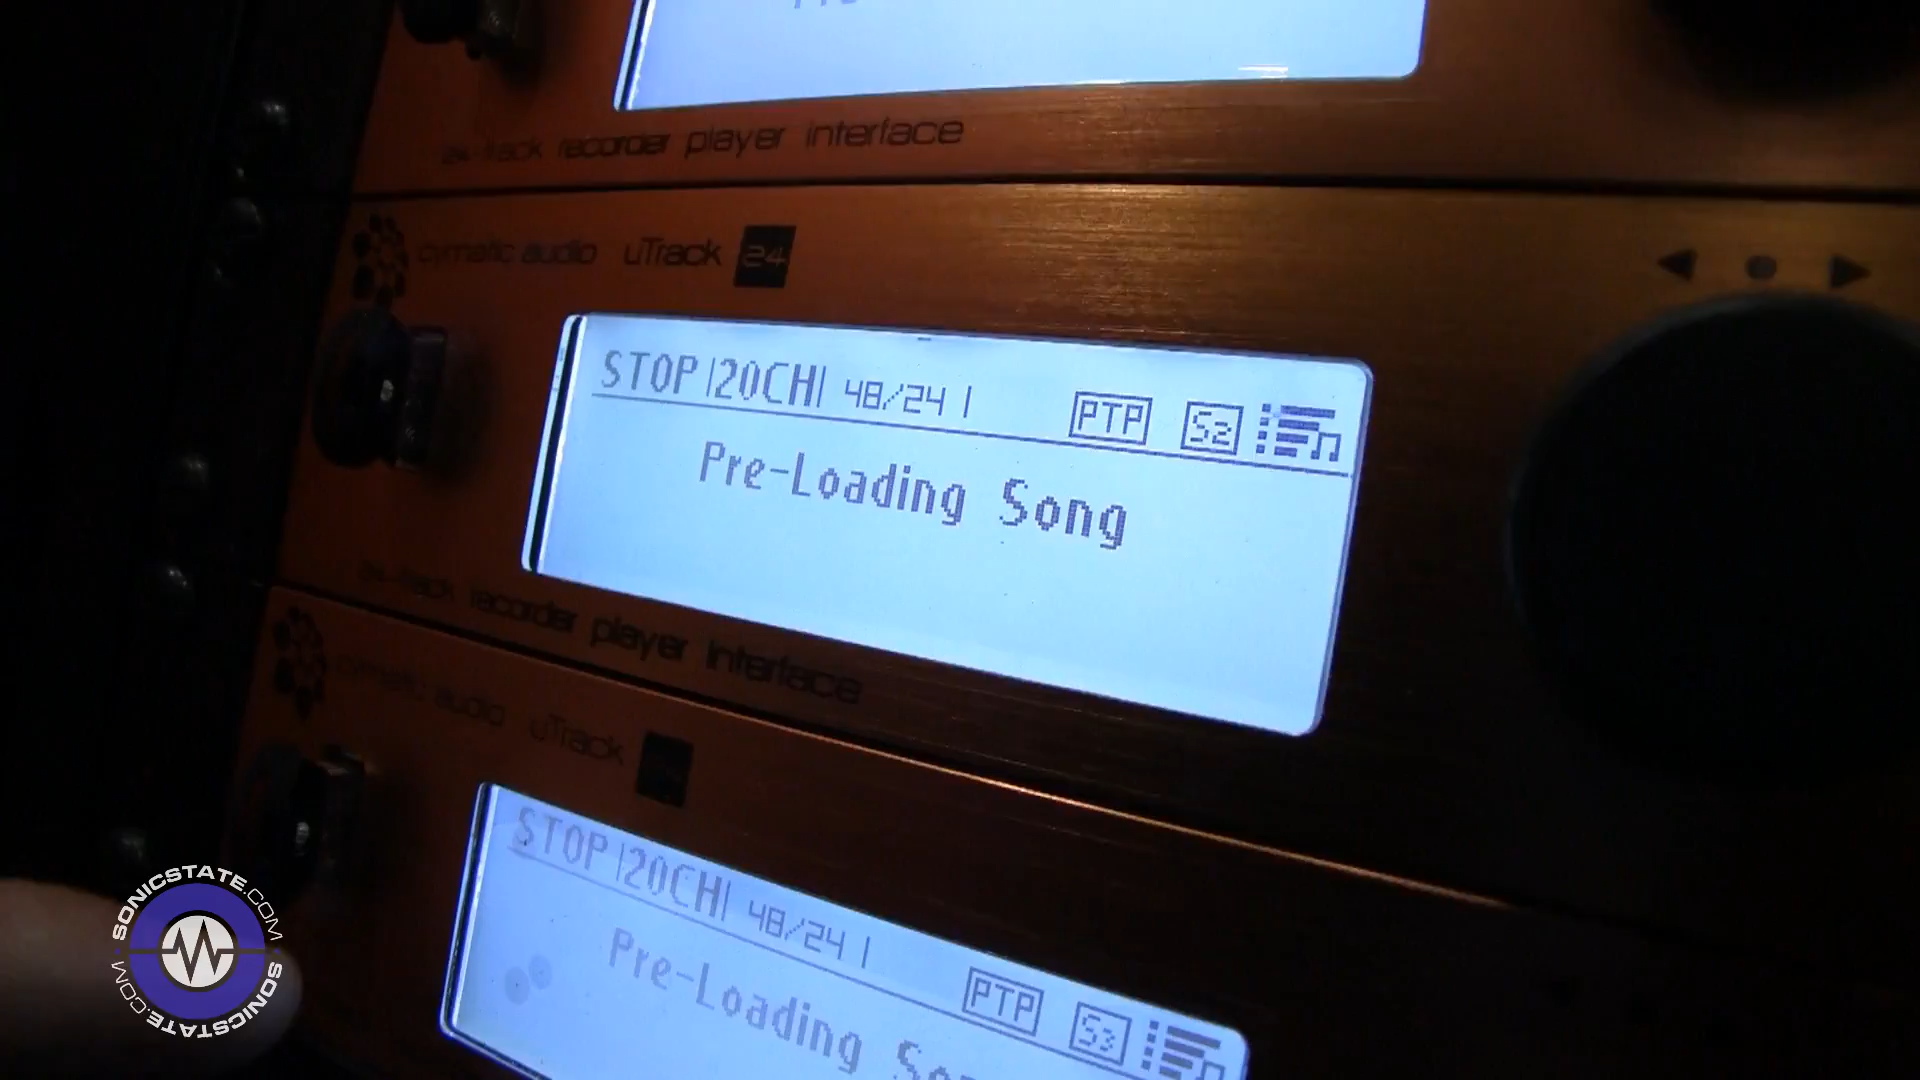 24-track recorder player interface
cymatic audio uTrack 24
STOP |20CH| 48/24 | PTP S2
Pre-Loading Song
24-track recorder player interface
cymatic audio uTrack
STOP |20CH| 48/24 | PTP S3
Pre-Loading
SONICSTATE.COM
SONICSTATE.COM